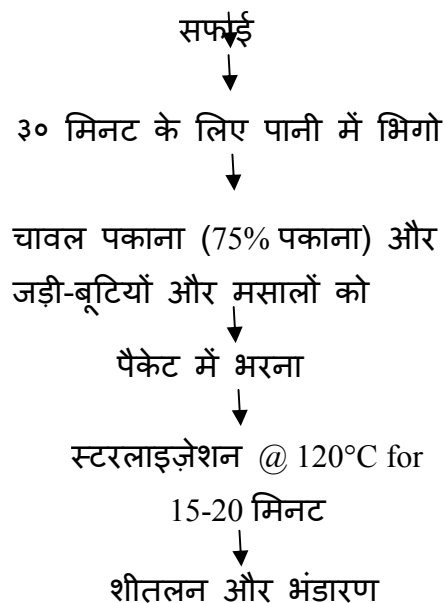 सफाई
३० मिनट के लिए पानी में भिगो
चावल पकाना (75% पकाना) और
जड़ी-बूटियों और मसालों को
पैकेट में भरना
स्टरलाइज़ेशन @ 120°C for
15-20 मिनट
शीतलन और भंडारण